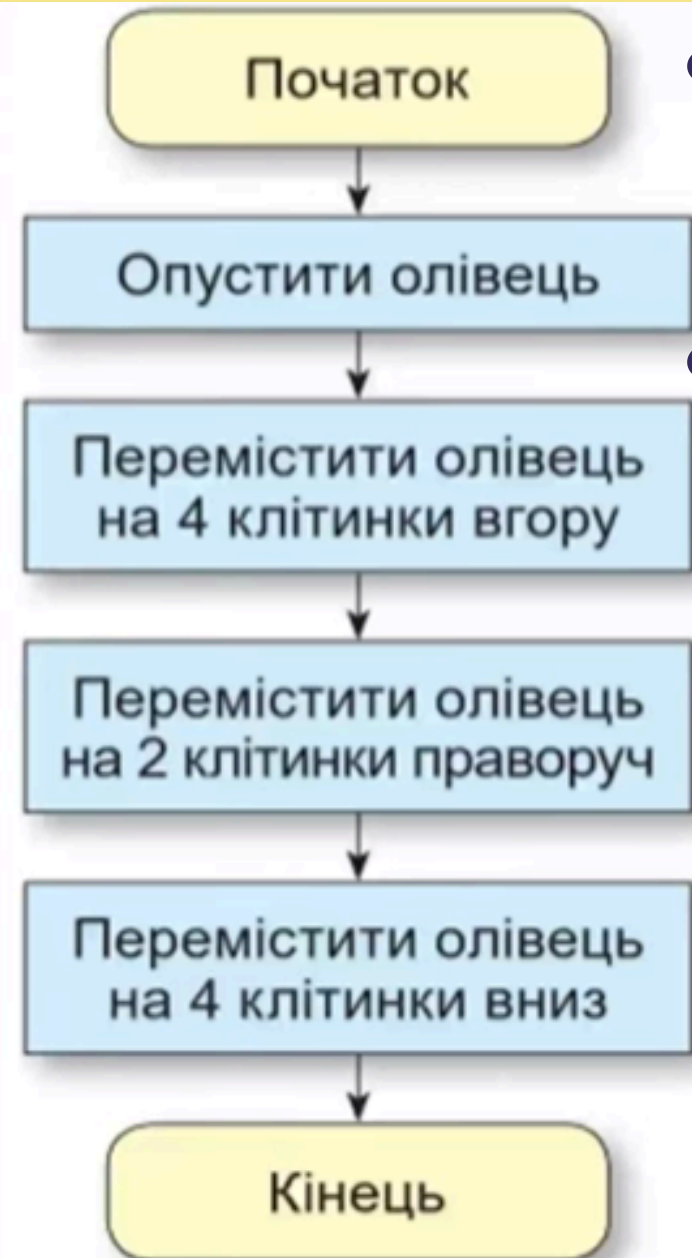 Початок
Опустити олівець
Перемістити олівець
на 4 клітинки вгору
Перемістити олівець
на 2 клітинки праворуч
Перемістити олівець
на 4 клітинки вниз
Кінець